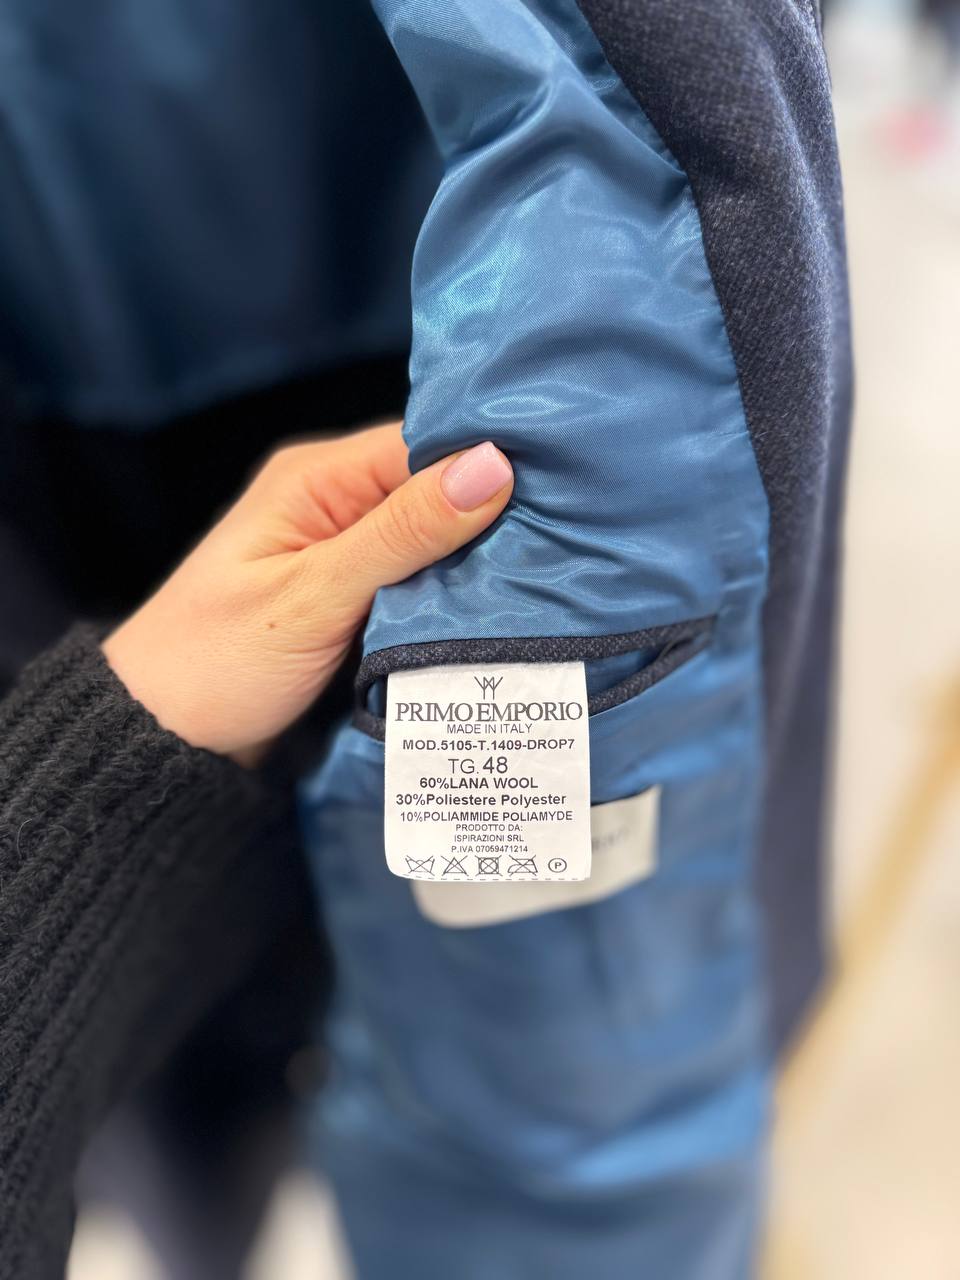 PRIMO EMPORIO
MADE IN ITALY
MOD.5105-T.1409-DROP7
TG.48
60%LANA WOOL
30%Poliestere Polyester
10%POLIAMMIDE POLIAMYDE
PRODOTTO DA:
ISPIRAZIONI SRL
P.IVA 07059471214
P